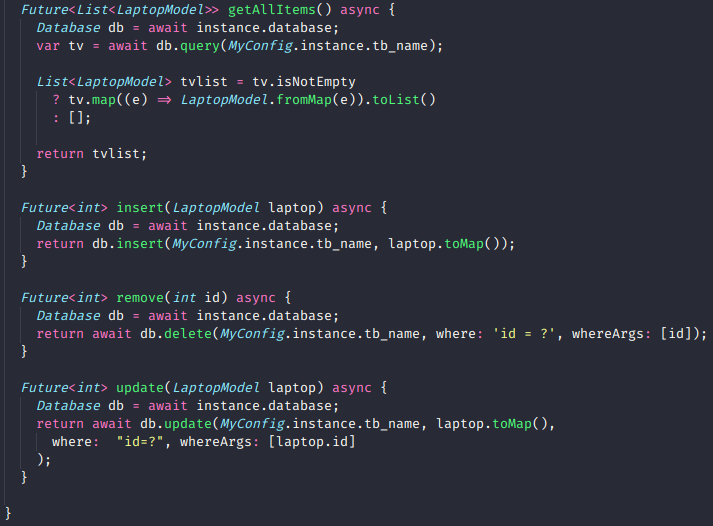 Future<List<LaptopModel>> getAllItems() async {
Database db = await instance.database;
var tv = await db.query(MyConfig.instance.tb_name);
List<LaptopModel> tvlist = tv.isNotEmpty
? tv.map((e) => LaptopModel.fromMap(e)).toList()
: [];
return tvlist;
}
Future<int> insert(LaptopModel laptop) async {
Database db = await instance.database;
return db.insert(MyConfig.instance.tb_name, laptop.toMap());
}
Future<int> remove(int id) async {
Database db = await instance.database;
return await db.delete(MyConfig.instance.tb_name, where: 'id = ?', whereArgs: [id]);
}
Future<int> update(LaptopModel laptop) async {
Database db = await instance.database;
return await db.update(MyConfig.instance.tb_name, laptop.toMap(),
where:  "id=?", whereArgs: [laptop.id]
);
}
}